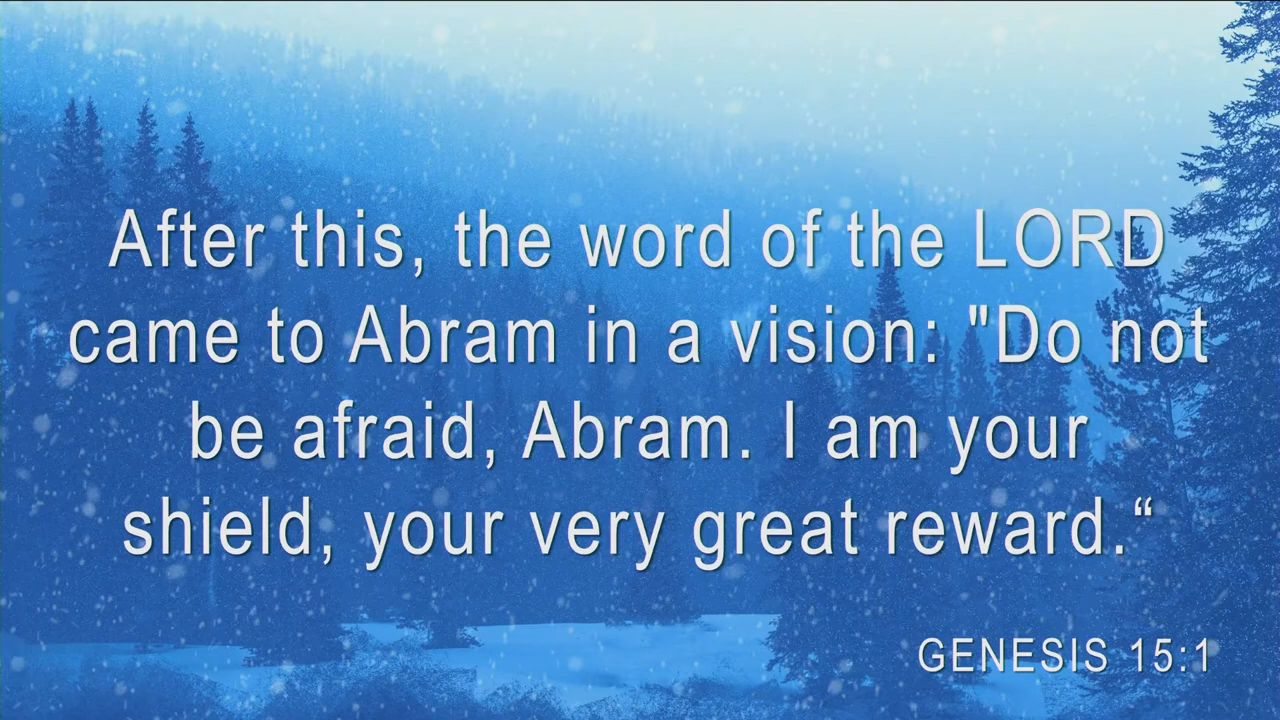 After this, the word of the LORD
came to Abram in a vision: "Do not
be afraid, Abram. I am your
shield, your very great reward.“
GENESIS 15:1